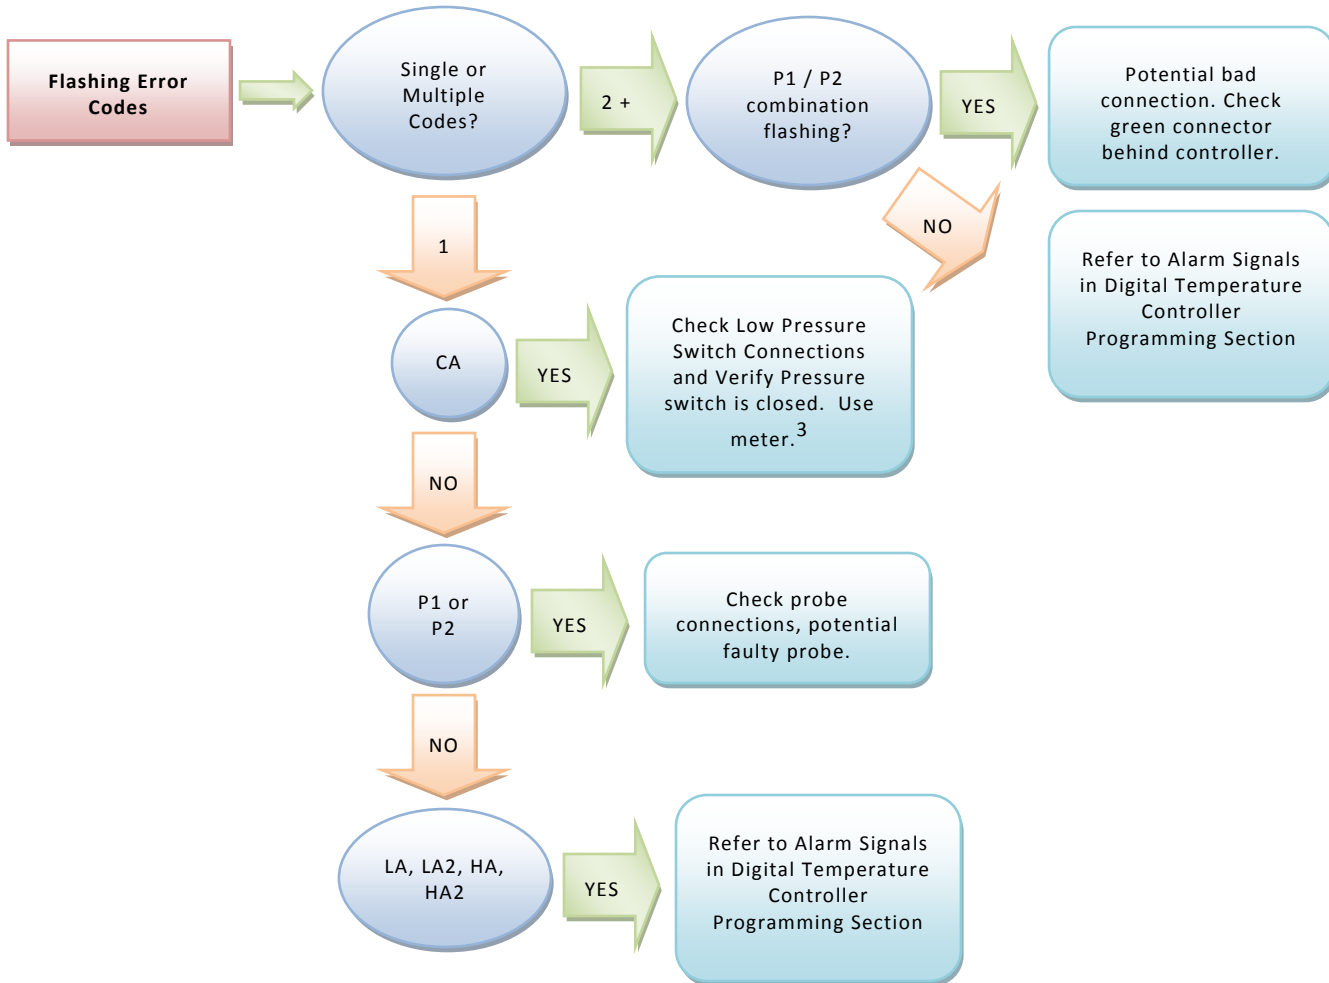 Flashing Error
Codes
Single or
Multiple
Codes?
2 +
P1 / P2
combination
flashing?
YES
Potential bad
connection. Check
green connector
behind controller.
NO
Refer to Alarm Signals
in Digital Temperature
Controller
Programming Section
1
CA
YES
Check Low Pressure
Switch Connections
and Verify Pressure
switch is closed.  Use
meter.3
NO
P1 or
P2
YES
Check probe
connections, potential
faulty probe.
NO
LA, LA2, HA,
HA2
YES
Refer to Alarm Signals
in Digital Temperature
Controller
Programming Section